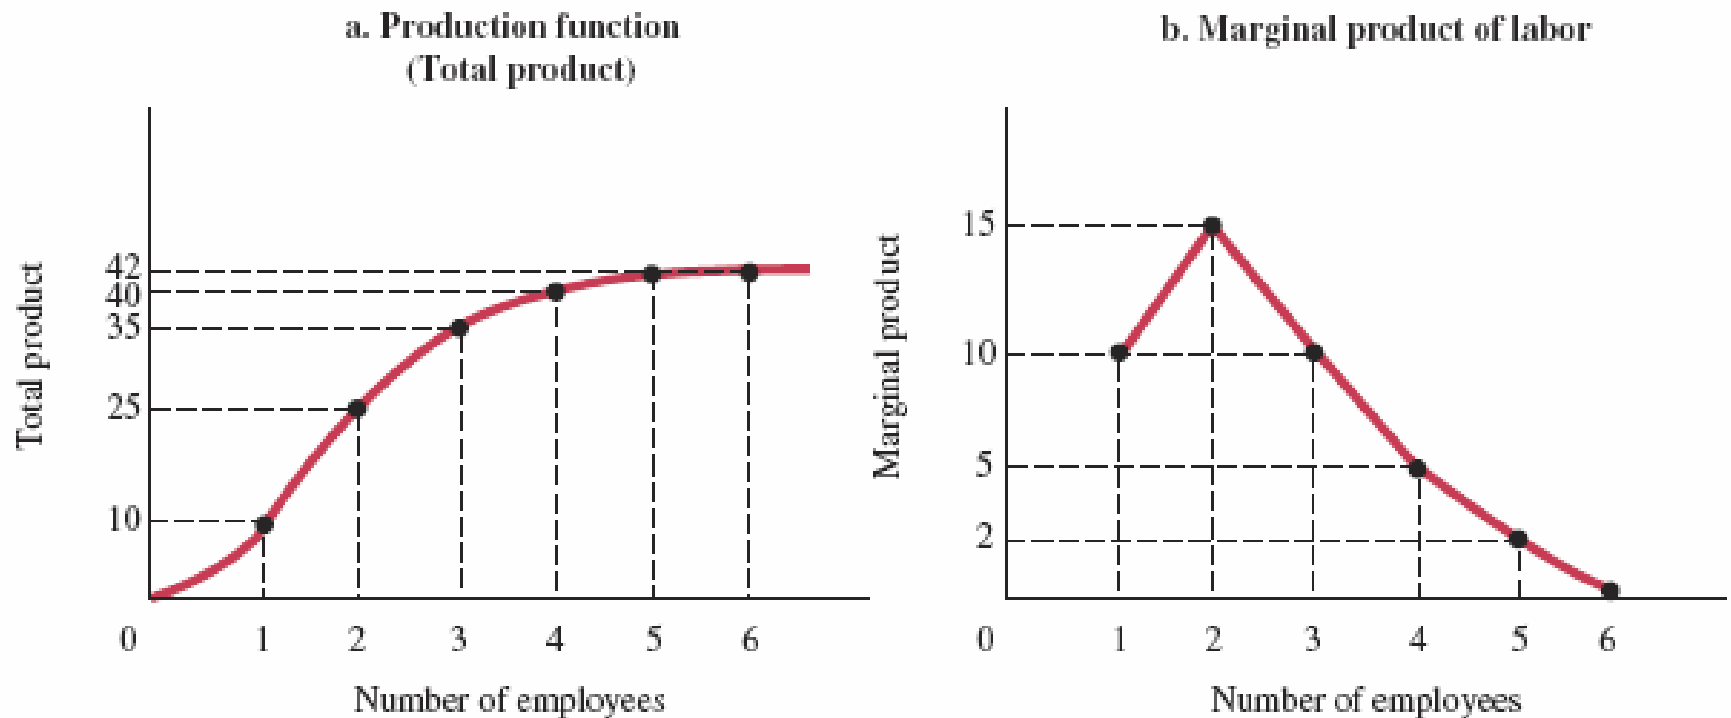 a. Production function
(Total product)
Total product
42
40
35
25
10
0 1 2 3 4 5 6
Number of employees
b. Marginal product of labor
Marginal product
15
10
5
2
0 1 2 3 4 5 6
Number of employees